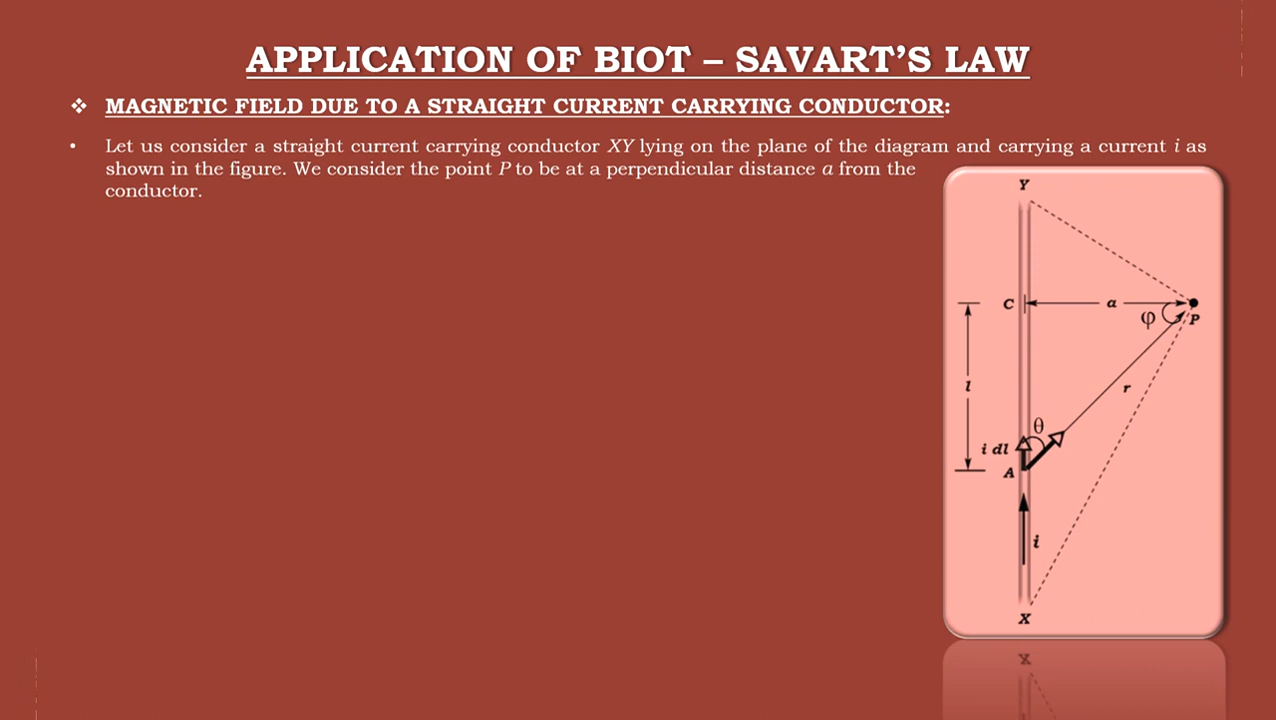 APPLICATION OF BIOT – SAVART'S LAW
❖ MAGNETIC FIELD DUE TO A STRAIGHT CURRENT CARRYING CONDUCTOR:
• Let us consider a straight current carrying conductor XY lying on the plane of the diagram and carrying a current i as
shown in the figure. We consider the point P to be at a perpendicular distance a from the
conductor.
Y
C a
φ P
l r
θ
i dl
A
i
X
X